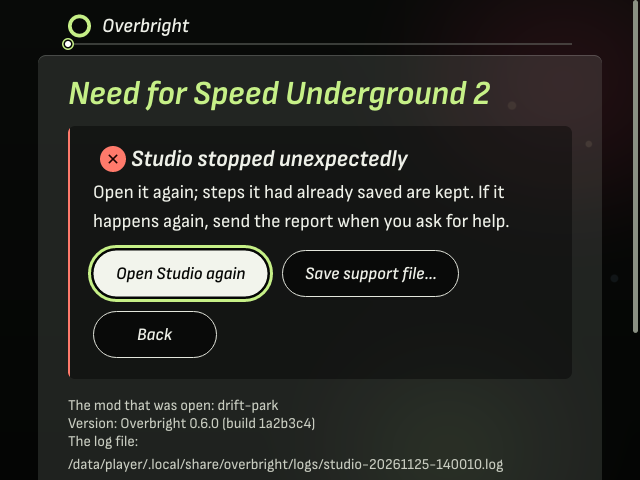 Overbright
Need for Speed Underground 2
Studio stopped unexpectedly
Open it again; steps it had already saved are kept. If it
happens again, send the report when you ask for help.
Open Studio again
Save support file...
Back
The mod that was open: drift-park
Version: Overbright 0.6.0 (build 1a2b3c4)
The log file:
/data/player/.local/share/overbright/logs/studio-20261125-140010.log